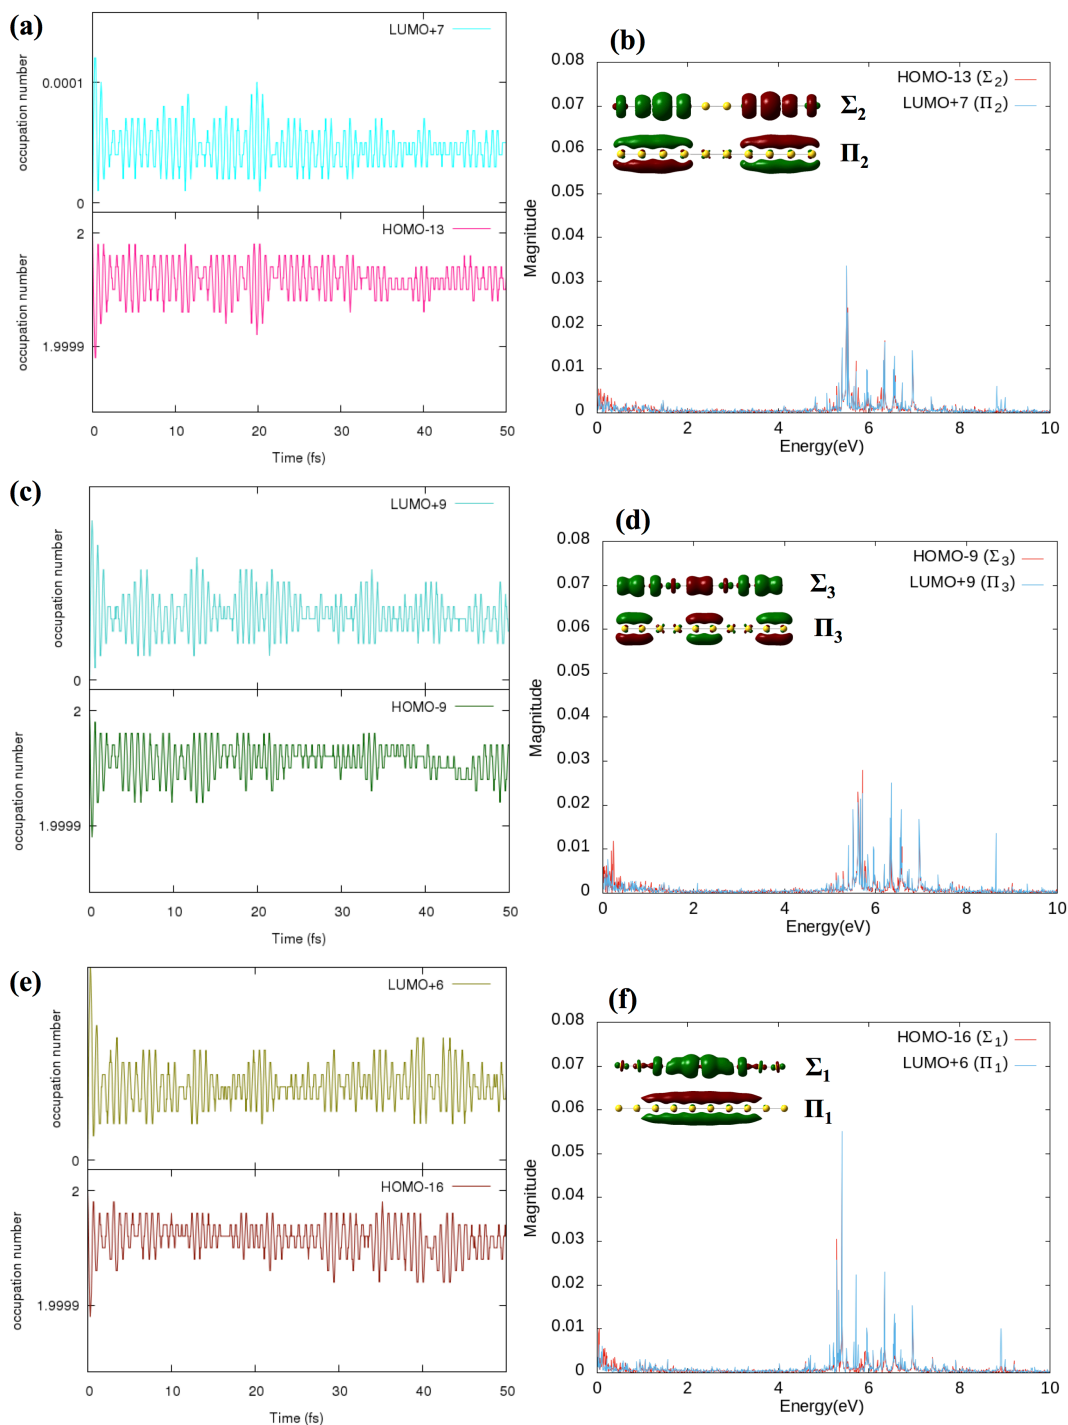 (a)
LUMO+7
occupation number
0.0001
0
HOMO-13
occupation number
2
1.9999
0 10 20 30 40 50
Time (fs)
(b)
HOMO-13 (Σ2)
LUMO+7 (Π2)
Σ2
Π2
Magnitude
0.08
0.07
0.06
0.05
0.04
0.03
0.02
0.01
0
0 2 4 6 8 10
Energy(eV)
(c)
LUMO+9
occupation number
0
HOMO-9
occupation number
2
1.9999
0 10 20 30 40 50
Time (fs)
(d)
HOMO-9 (Σ3)
LUMO+9 (Π3)
Σ3
Π3
Magnitude
0.08
0.07
0.06
0.05
0.04
0.03
0.02
0.01
0
0 2 4 6 8 10
Energy(eV)
(e)
LUMO+6
occupation number
0
HOMO-16
occupation number
2
1.9999
0 10 20 30 40 50
Time (fs)
(f)
HOMO-16 (Σ1)
LUMO+6 (Π1)
Σ1
Π1
Magnitude
0.08
0.07
0.06
0.05
0.04
0.03
0.02
0.01
0
0 2 4 6 8 10
Energy(eV)